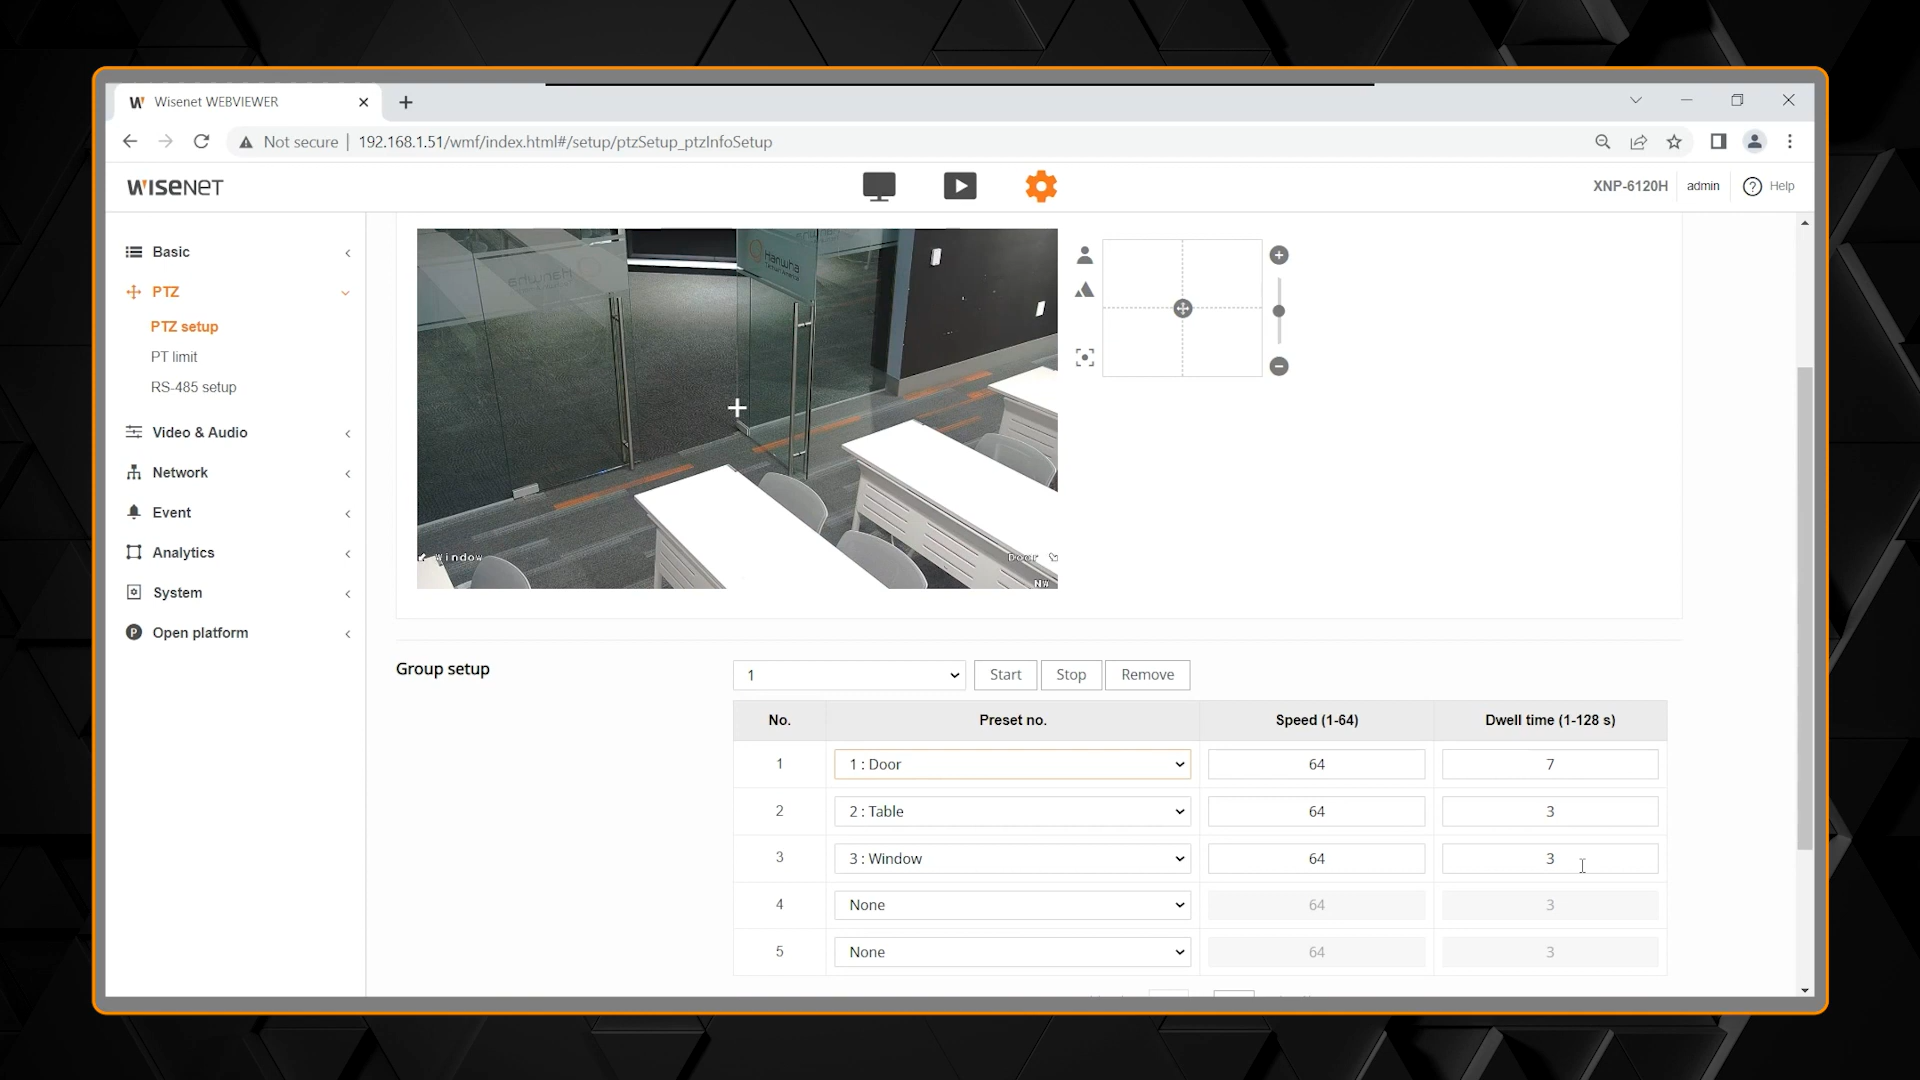 Wisenet WEBVIEWER
Not secure | 192.168.1.51/wmf/index.html#/setup/ptzSetup_ptzInfoSetup
WISENET
XNP-6120H admin Help
Basic
PTZ
PTZ setup
PT limit
RS-485 setup
Video & Audio
Network
Event
Analytics
System
Open platform
Hanwha
Hanwha
Window
Door
NW
Group setup
1 Start Stop Remove
No. Preset no. Speed (1-64) Dwell time (1-128 s)
1 1 : Door 64 7
2 2 : Table 64 3
3 3 : Window 64 3
4 None 64 3
5 None 64 3